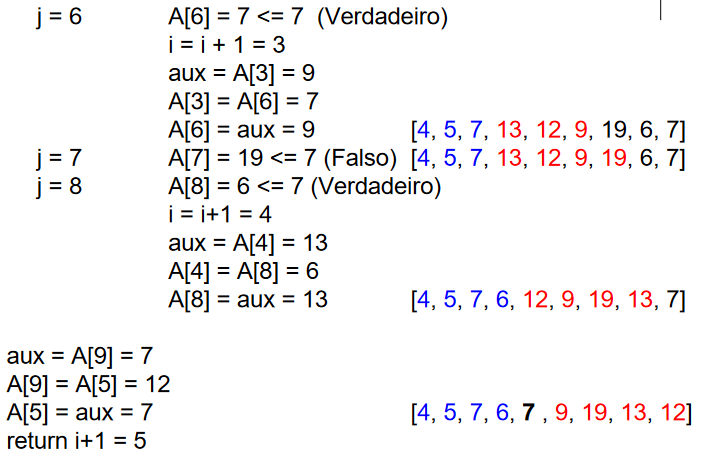 j = 6 A[6] = 7 <= 7 (Verdadeiro)
i = i + 1 = 3
aux = A[3] = 9
A[3] = A[6] = 7
A[6] = aux = 9 [4, 5, 7, 13, 12, 9, 19, 6, 7]
j = 7 A[7] = 19 <= 7 (Falso) [4, 5, 7, 13, 12, 9, 19, 6, 7]
j = 8 A[8] = 6 <= 7 (Verdadeiro)
i = i+1 = 4
aux = A[4] = 13
A[4] = A[8] = 6
A[8] = aux = 13 [4, 5, 7, 6, 12, 9, 19, 13, 7]
aux = A[9] = 7
A[9] = A[5] = 12
A[5] = aux = 7 [4, 5, 7, 6, 7 , 9, 19, 13, 12]
return i+1 = 5